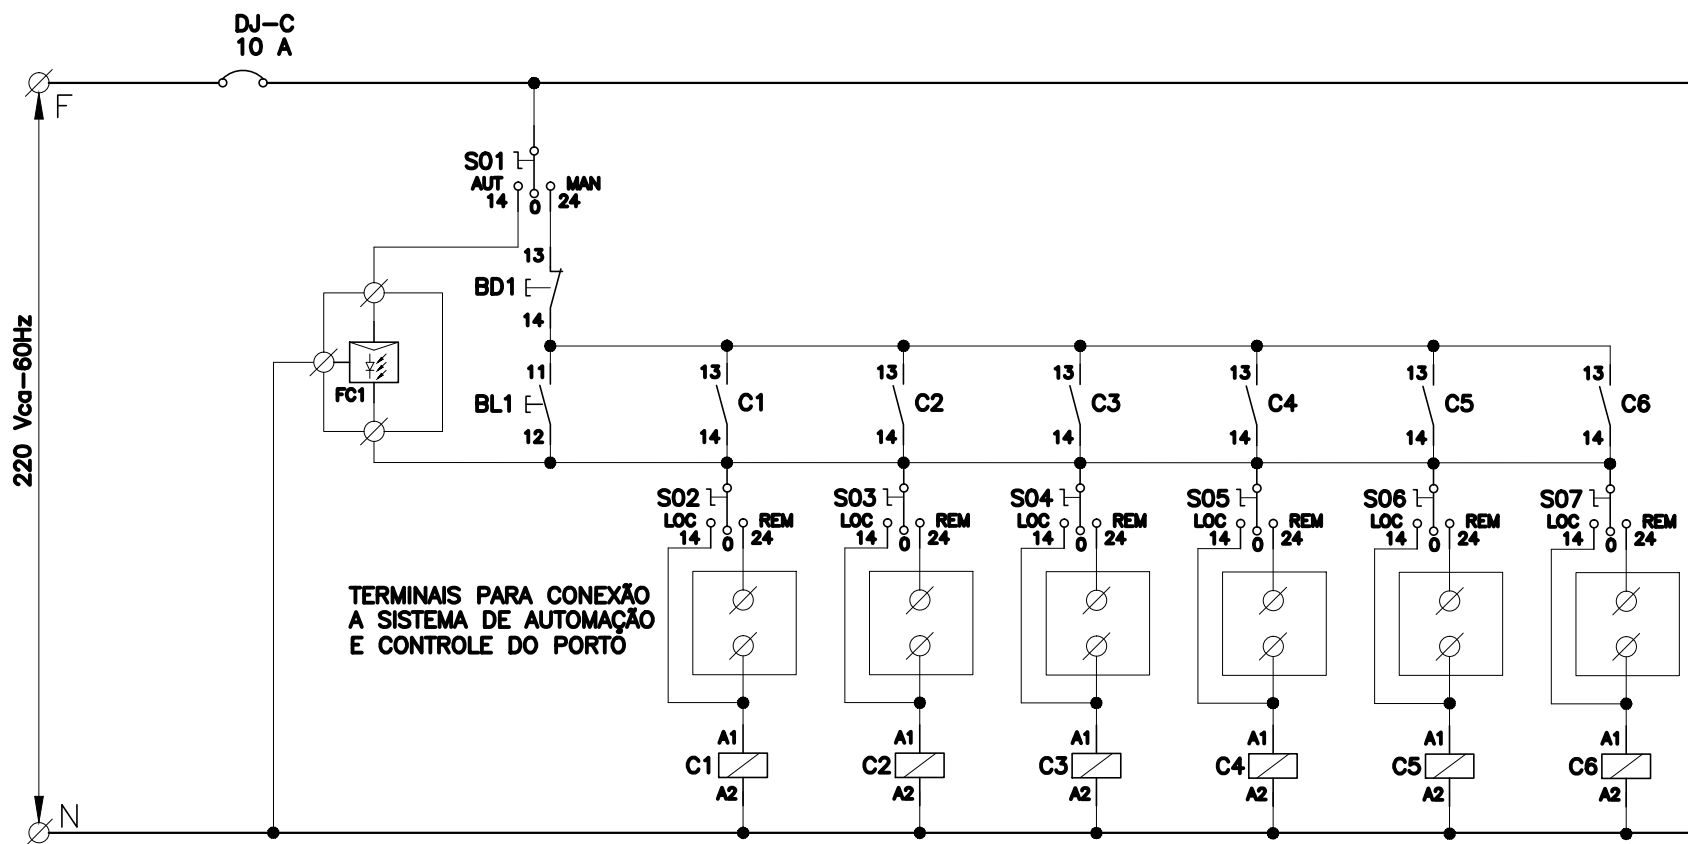 DJ-C
10 A
F
S01
AUT
MAN
14
0
24
13
BD1
14
220 Vca-60Hz
FC1
11
BL1
12
13
C1
14
13
C2
14
13
C3
14
13
C4
14
13
C5
14
13
C6
14
S02
LOC
REM
14
0
24
S03
LOC
REM
14
0
24
S04
LOC
REM
14
0
24
S05
LOC
REM
14
0
24
S06
LOC
REM
14
0
24
S07
LOC
REM
14
0
24
TERMINAIS PARA CONEXÃO
A SISTEMA DE AUTOMAÇÃO
E CONTROLE DO PORTO
A1
C1
A2
A1
C2
A2
A1
C3
A2
A1
C4
A2
A1
C5
A2
A1
C6
A2
N